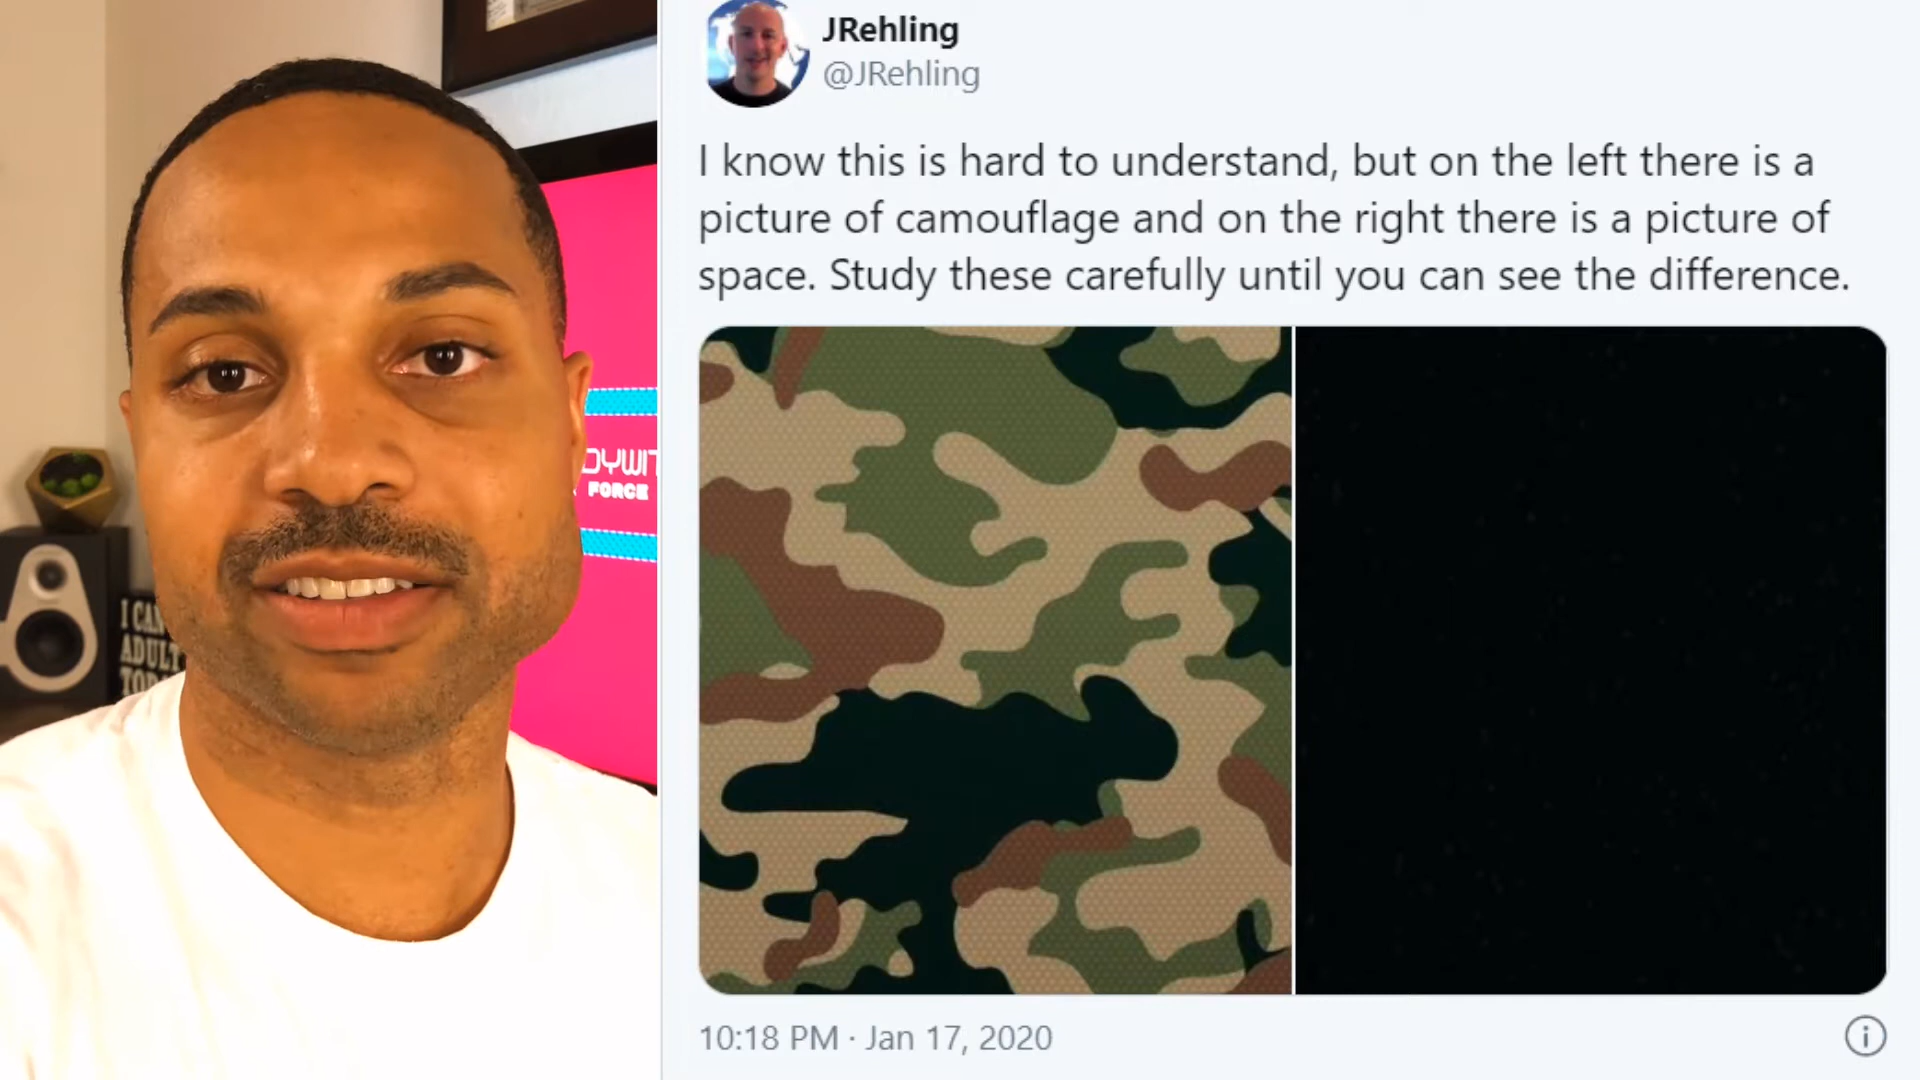 JRehling
@JRehling
I know this is hard to understand, but on the left there is a
picture of camouflage and on the right there is a picture of
space. Study these carefully until you can see the difference.
10:18 PM · Jan 17, 2020
FORCE
I CAN
ADULT